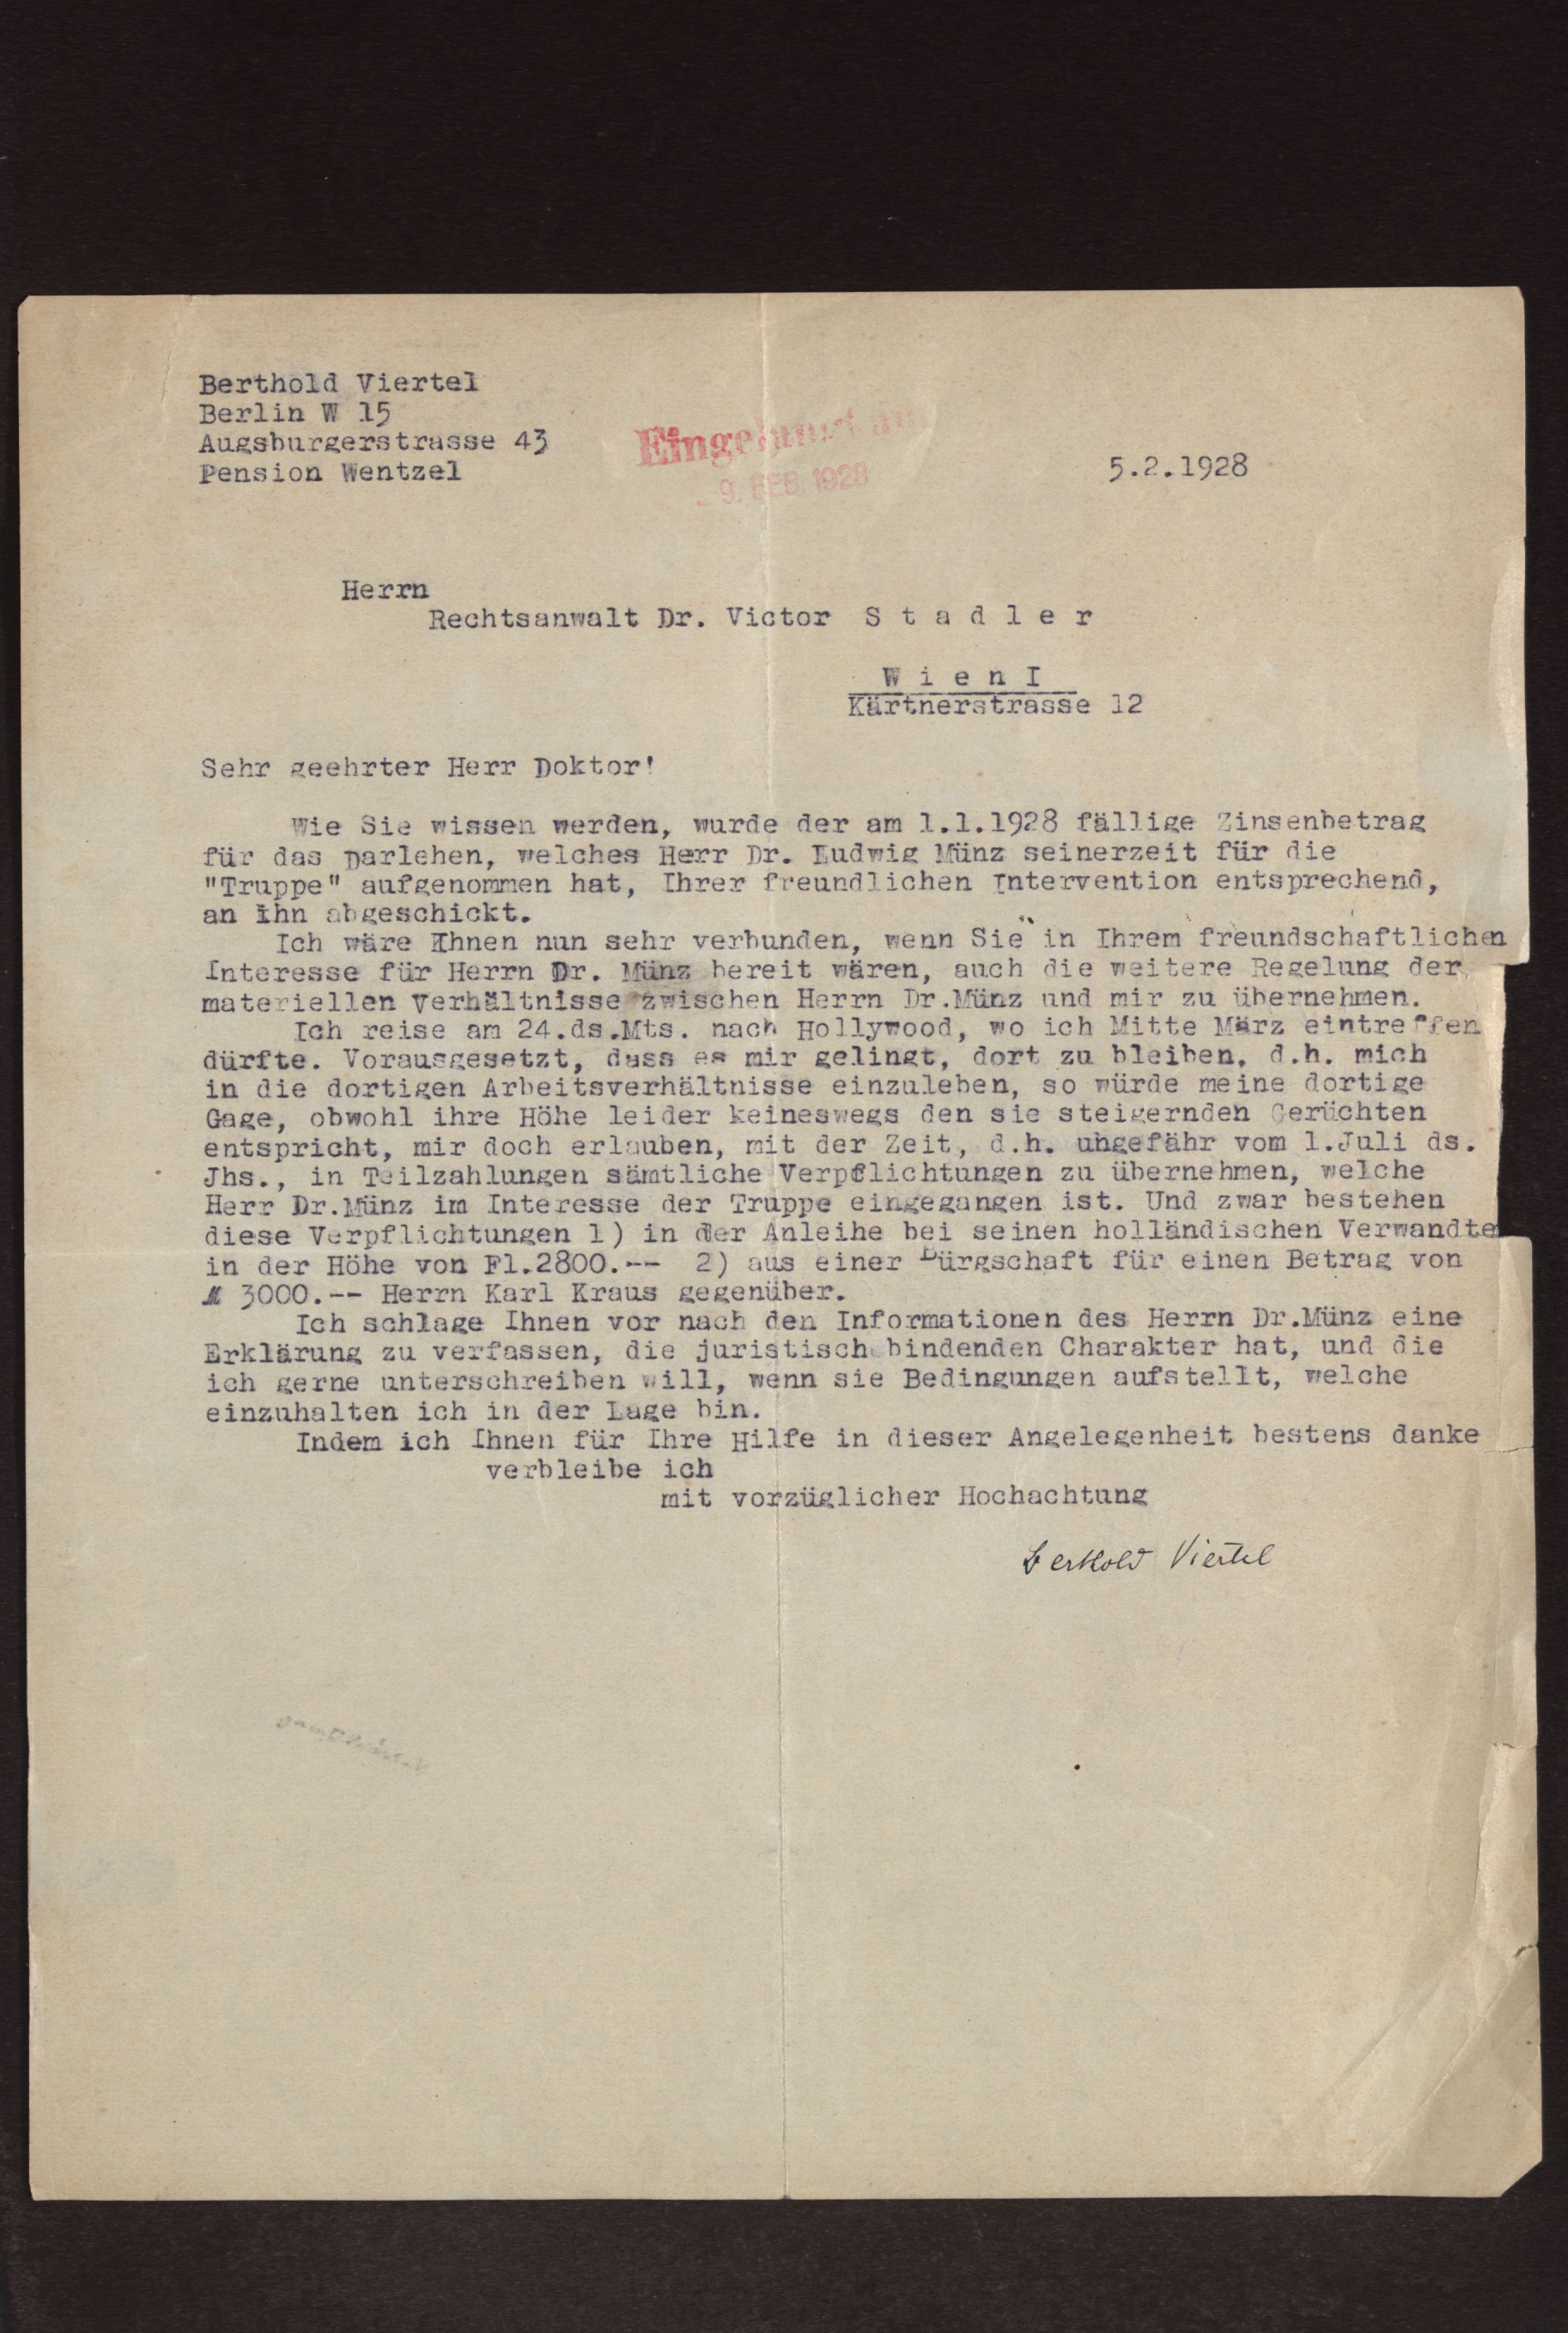 Berthold Viertel
Berlin W 15
Augsburgerstrasse 43
Pension Wentzel
Eingelangt am
9. FEB. 1928
5.2.1928
Herrn
Rechtsanwalt Dr. Victor S t a d l e r
W i e n I
Kärtnerstrasse 12
Sehr geehrter Herr Doktor!
Wie Sie wissen werden, wurde der am 1.1.1928 fällige Zinsenbetrag
für das Darlehen, welches Herr Dr. Ludwig Münz seinerzeit für die
"Truppe" aufgenommen hat, Ihrer freundlichen Intervention entsprechend,
an ihn abgeschickt.
Ich wäre Ihnen nun sehr verbunden, wenn Sie in Ihrem freundschaftlichen
Interesse für Herrn Dr. Münz bereit wären, auch die weitere Regelung der
materiellen Verhältnisse zwischen Herrn Dr.Münz und mir zu übernehmen.
Ich reise am 24.ds.Mts. nach Hollywood, wo ich Mitte März eintreffen
dürfte. Vorausgesetzt, dass es mir gelingt, dort zu bleiben, d.h. mich
in die dortigen Arbeitsverhältnisse einzuleben, so würde meine dortige
Gage, obwohl ihre Höhe leider keineswegs den sie steigernden Gerüchten
entspricht, mir doch erlauben, mit der Zeit, d.h. ungefähr vom 1.Juli ds.
Jhs., in Teilzahlungen sämtliche Verpflichtungen zu übernehmen, welche
Herr Dr.Münz im Interesse der Truppe eingegangen ist. Und zwar bestehen
diese Verpflichtungen 1) in der Anleihe bei seinen holländischen Verwandten
in der Höhe von Fl.2800.-- 2) aus einer Bürgschaft für einen Betrag von
M 3000.-- Herrn Karl Kraus gegenüber.
Ich schlage Ihnen vor nach den Informationen des Herrn Dr.Münz eine
Erklärung zu verfassen, die juristisch bindenden Charakter hat, und die
ich gerne unterschreiben will, wenn sie Bedingungen aufstellt, welche
einzuhalten ich in der Lage bin.
Indem ich Ihnen für Ihre Hilfe in dieser Angelegenheit bestens danke
verbleibe ich
mit vorzüglicher Hochachtung
Berthold Viertel